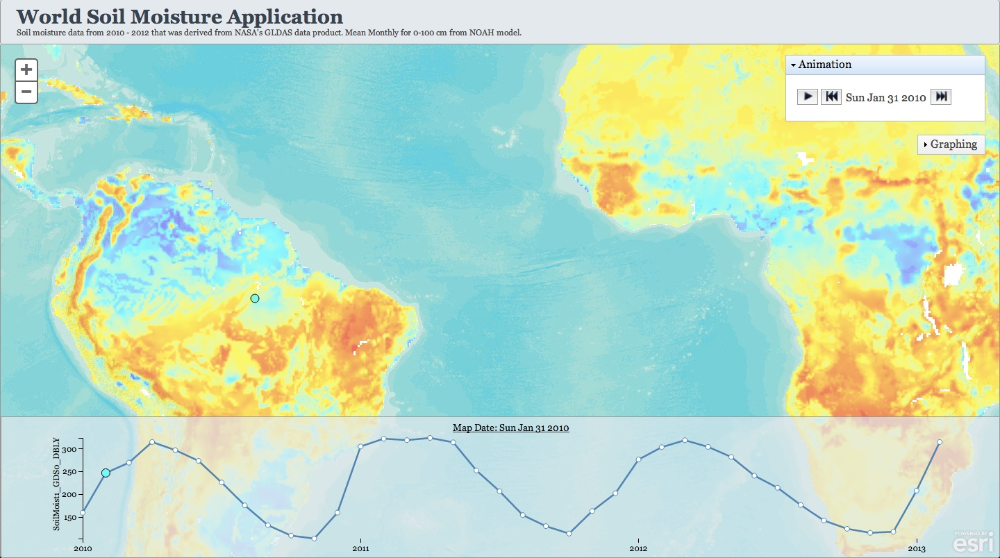 World Soil Moisture Application
Soil moisture data from 2010 - 2012 that was derived from NASA's GLDAS data product. Mean Monthly for 0-100 cm from NOAH model.
+
−
Animation
Sun Jan 31 2010
Graphing
Map Date: Sun Jan 31 2010
SoilMoist1_GDS0_DBLY
300
250
200
150
2010
2011
2012
2013
POWERED BY
esri